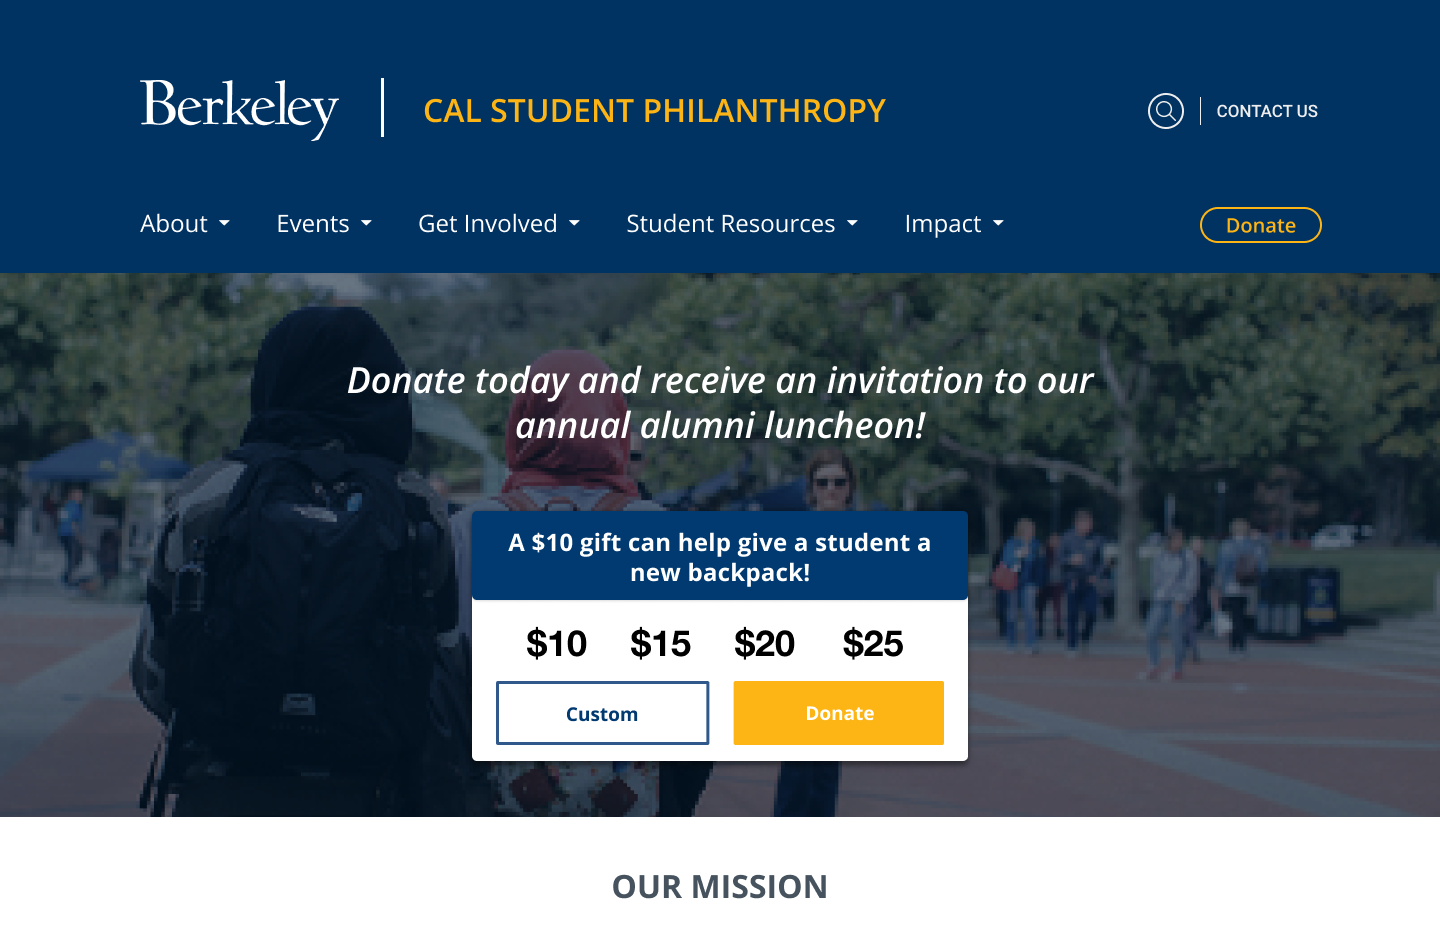 Berkeley
CAL STUDENT PHILANTHROPY
CONTACT US
About
Events
Get Involved
Student Resources
Impact
Donate
Donate today and receive an invitation to our
annual alumni luncheon!
A $10 gift can help give a student a
new backpack!
$10
$15
$20
$25
Custom
Donate
OUR MISSION